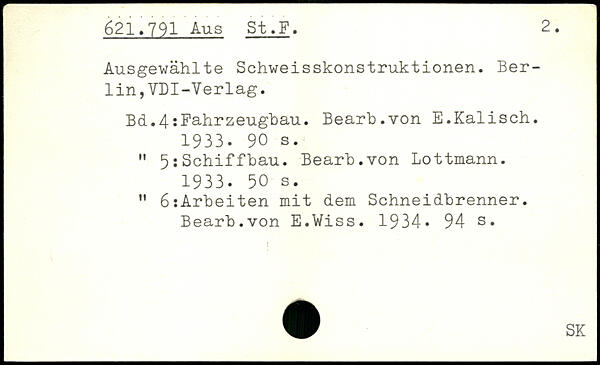 621.791 Aus St.F. 2.
Ausgewählte Schweisskonstruktionen. Ber-
lin,VDI-Verlag.
Bd.4:Fahrzeugbau. Bearb.von E.Kalisch.
1933. 90 s.
" 5:Schiffbau. Bearb.von Lottmann.
1933. 50 s.
" 6:Arbeiten mit dem Schneidbrenner.
Bearb.von E.Wiss. 1934. 94 s.
SK